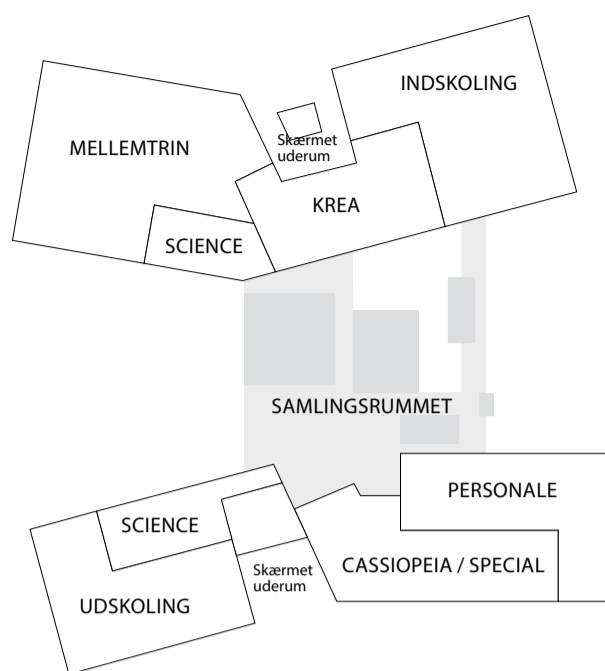 INDSKOLING
MELLEMTRIN
Skærmet
uderum
KREA
SCIENCE
SAMLINGSRUMMET
PERSONALE
SCIENCE
CASSIOPEIA / SPECIAL
Skærmet
uderum
UDSKOLING